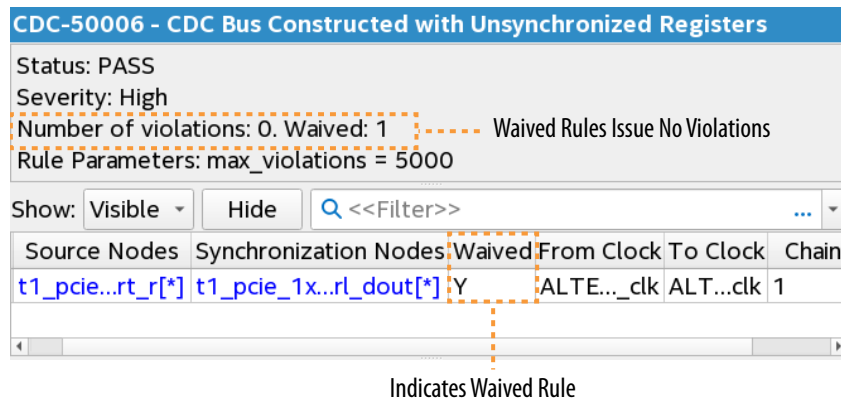 CDC-50006 - CDC Bus Constructed with Unsynchronized Registers
Status: PASS
Severity: High
Number of violations: 0. Waived: 1
Waived Rules Issue No Violations
Rule Parameters: max_violations = 5000
Show: Visible Hide <<Filter>> ...
Source Nodes Synchronization Nodes Waived From Clock To Clock Chain
t1_pcie...rt_r[*] t1_pcie_1x...rl_dout[*] Y ALTE..._clk ALT...clk 1
Indicates Waived Rule